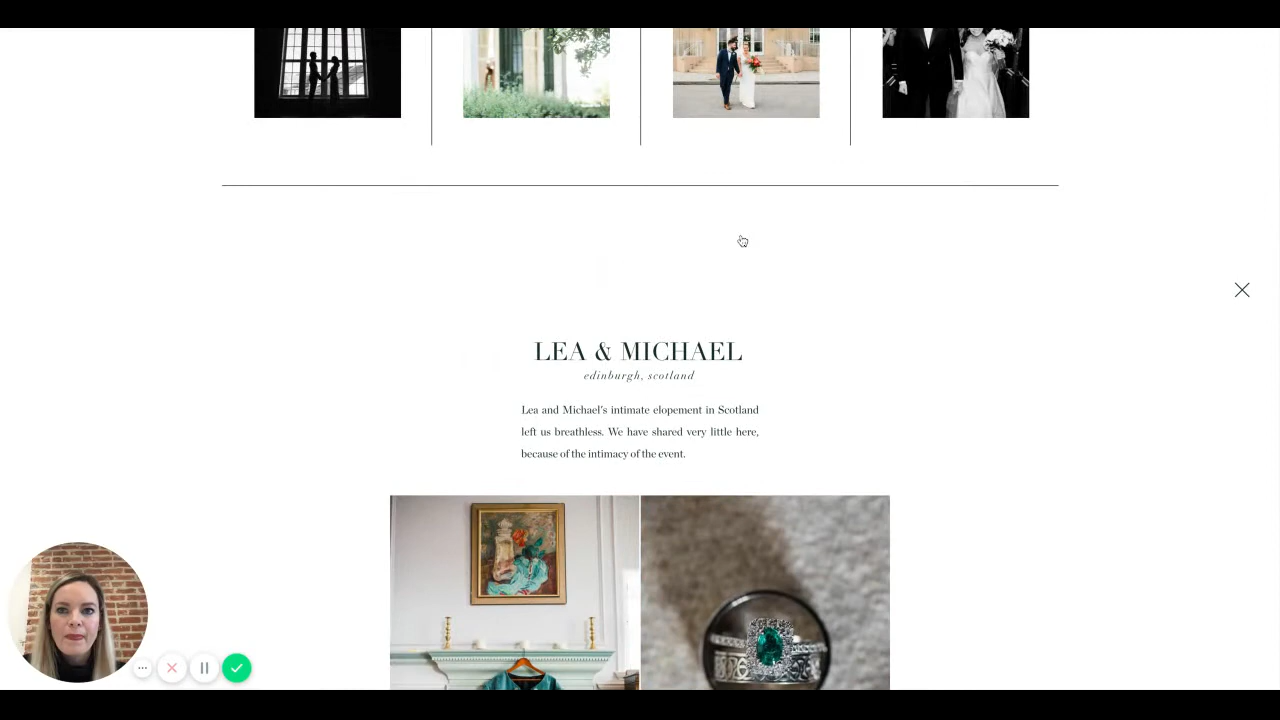 LEA & MICHAEL
edinburgh, scotland
Lea and Michael's intimate elopement in Scotland
left us breathless. We have shared very little here,
because of the intimacy of the event.